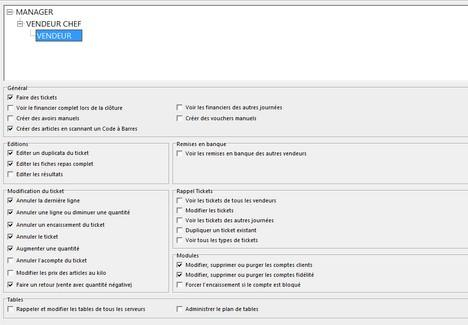 MANAGER
VENDEUR CHEF
VENDEUR
Général
Faire des tickets
Voir le financier complet lors de la clôture
Voir les financiers des autres journées
Créer des avoirs manuels
Créer des vouchers manuels
Créer des articles en scannant un Code à Barres
Editions
Editer un duplicata du ticket
Editer les fiches repas complet
Editer les résultats
Remises en banque
Voir les remises en banque des autres vendeurs
Modification du ticket
Annuler la dernière ligne
Annuler une ligne ou diminuer une quantité
Annuler un encaissement du ticket
Annuler le ticket
Augmenter une quantité
Annuler l'acompte du ticket
Modifier les prix des articles au kilo
Faire un retour (vente avec quantité négative)
Rappel Tickets
Voir les tickets de tous les vendeurs
Modifier les tickets
Voir les tickets des autres journées
Dupliquer un ticket existant
Voir tous les types de tickets
Modules
Modifier, supprimer ou purger les comptes clients
Modifier, supprimer ou purger les comptes fidélité
Forcer l'encaissement si le compte est bloqué
Tables
Rappeler et modifier les tables de tous les serveurs
Administrer le plan de tables